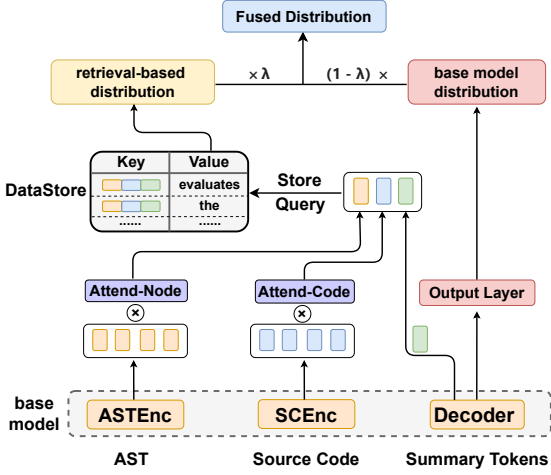 Fused Distribution
retrieval-based
distribution
× λ
(1 - λ) ×
base model
distribution
DataStore
Key
Value
evaluates
the
......
......
Store
Query
Attend-Node
Attend-Code
Output Layer
base
model
ASTEnc
SCEnc
Decoder
AST
Source Code
Summary Tokens